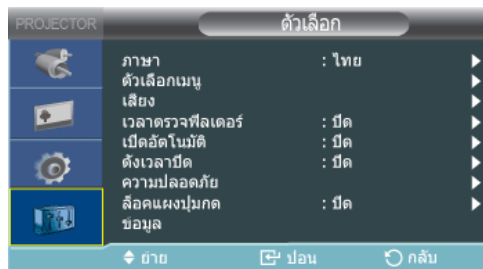 PROJECTOR
ตัวเลือก
ภาษา : ไทย
ตัวเลือกเมนู
เสียง
เวลาตรวจฟีลเตอร์ : ปิด
เปิดอัตโนมัติ : ปิด
ตั้งเวลาปิด : ปิด
ความปลอดภัย
ล็อคแผงปุ่มกด : ปิด
ข้อมูล
ย้าย ป้อน กลับ